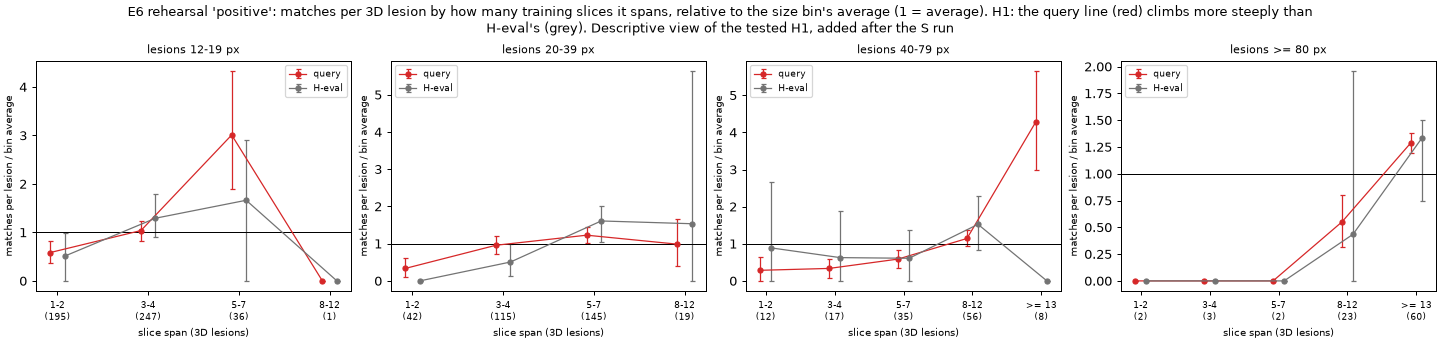 E6 rehearsal 'positive': matches per 3D lesion by how many training slices it spans, relative to the size bin's average (1 = average). H1: the query line (red) climbs more steeply than
H-eval's (grey). Descriptive view of the tested H1, added after the S run
lesions 12-19 px
matches per lesion / bin average
4
3
2
1
0
query
H-eval
1-2
(195)
3-4
(247)
5-7
(36)
8-12
(1)
slice span (3D lesions)
lesions 20-39 px
matches per lesion / bin average
5
4
3
2
1
0
query
H-eval
1-2
(42)
3-4
(115)
5-7
(145)
8-12
(19)
slice span (3D lesions)
lesions 40-79 px
matches per lesion / bin average
5
4
3
2
1
0
query
H-eval
1-2
(12)
3-4
(17)
5-7
(35)
8-12
(56)
>= 13
(8)
slice span (3D lesions)
lesions >= 80 px
matches per lesion / bin average
2.00
1.75
1.50
1.25
1.00
0.75
0.50
0.25
0.00
query
H-eval
1-2
(2)
3-4
(3)
5-7
(2)
8-12
(23)
>= 13
(60)
slice span (3D lesions)